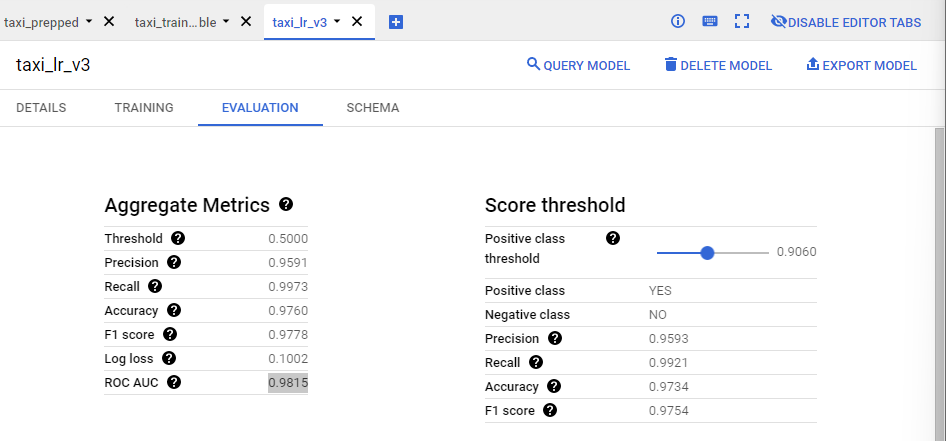 taxi_prepped taxi_train...ble taxi_lr_v3 DISABLE EDITOR TABS
taxi_lr_v3 QUERY MODEL DELETE MODEL EXPORT MODEL
DETAILS TRAINING EVALUATION SCHEMA
Aggregate Metrics
Threshold 0.5000
Precision 0.9591
Recall 0.9973
Accuracy 0.9760
F1 score 0.9778
Log loss 0.1002
ROC AUC 0.9815
Score threshold
Positive class
threshold 0.9060
Positive class YES
Negative class NO
Precision 0.9593
Recall 0.9921
Accuracy 0.9734
F1 score 0.9754